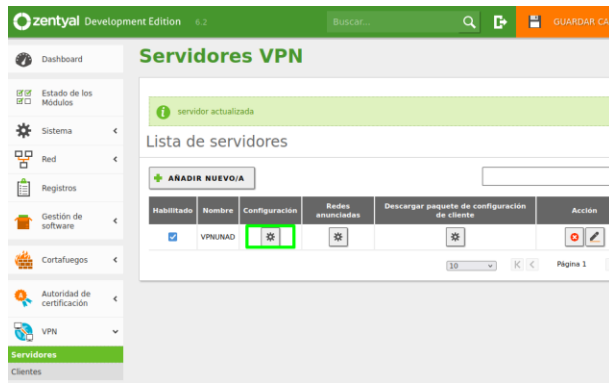 zentyal Development Edition 6.2
Buscar...
GUARDAR CA
Dashboard
Estado de los
Módulos
Sistema
Red
Registros
Gestión de
software
Cortafuegos
Autoridad de
certificación
VPN
Servidores
Clientes
Servidores VPN
servidor actualizada
Lista de servidores
AÑADIR NUEVO/A
Habilitado Nombre Configuración Redes anunciadas Descargar paquete de configuración de cliente Acción
VPNUNAD
10 Página 1